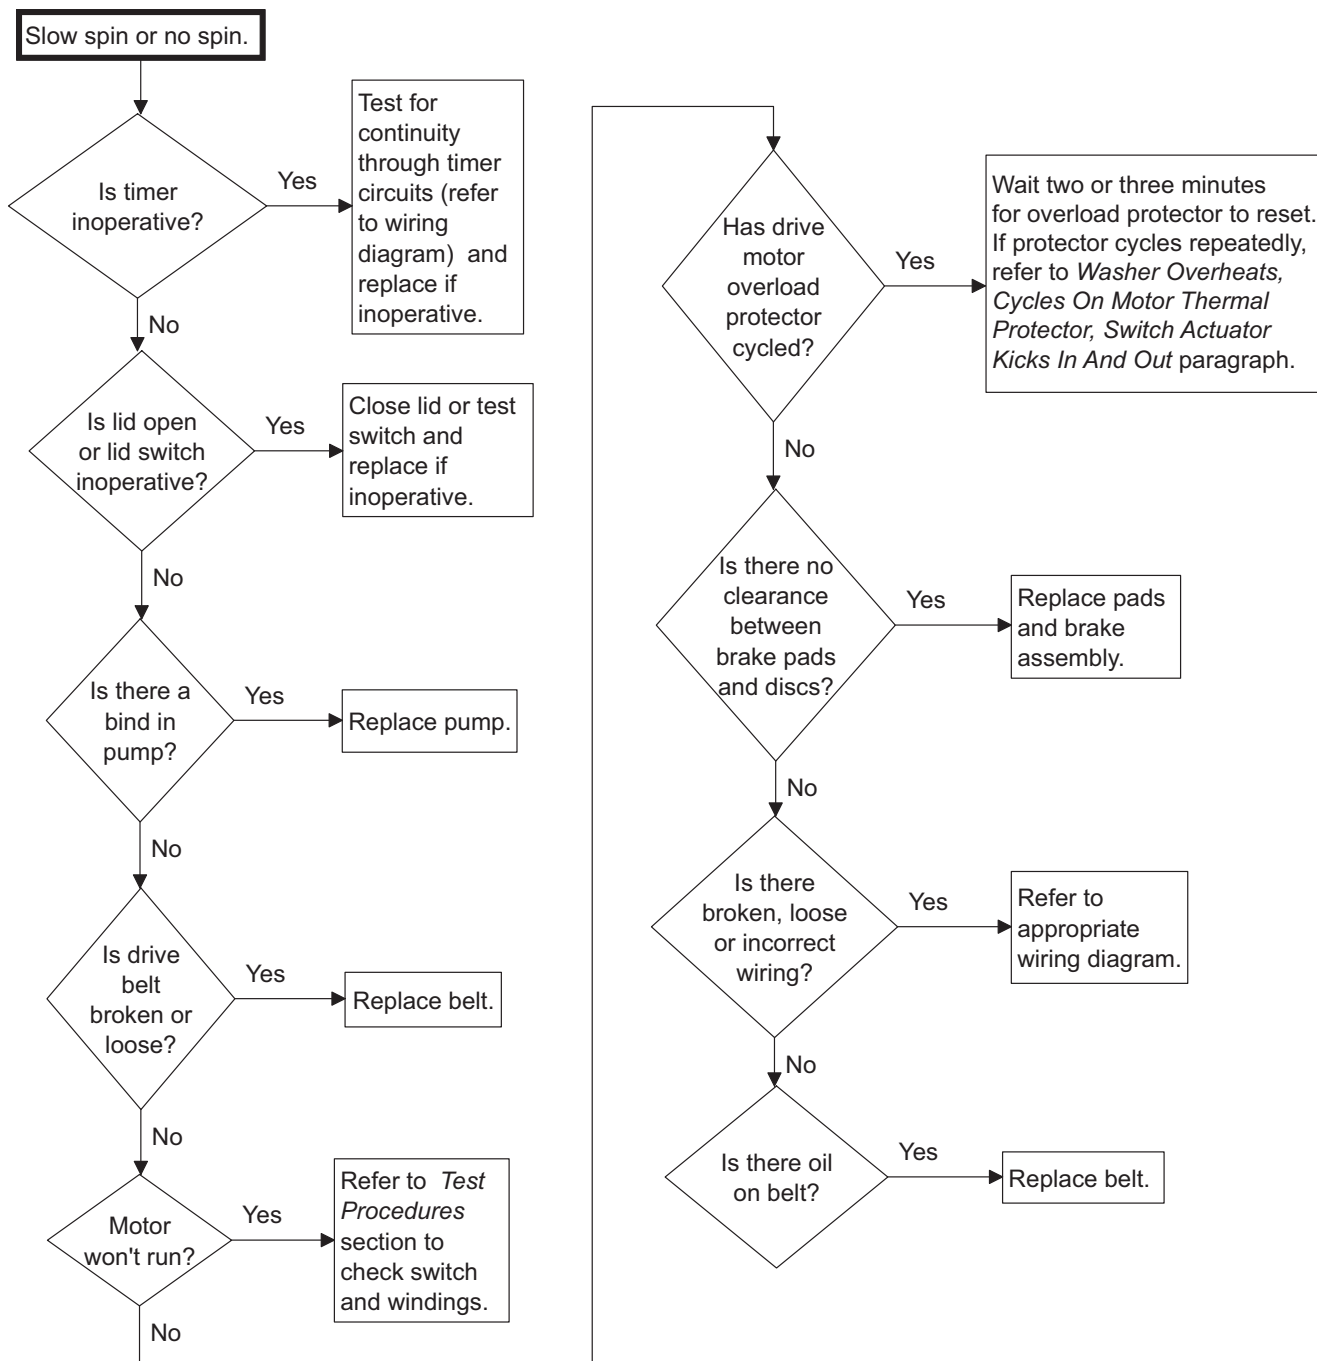 Slow spin or no spin.
Is timer
inoperative?
Yes
Test for
continuity
through timer
circuits (refer
to wiring
diagram) and
replace if
inoperative.
No
Is lid open
or lid switch
inoperative?
Yes
Close lid or test
switch and
replace if
inoperative.
No
Is there a
bind in
pump?
Yes
Replace pump.
No
Is drive
belt
broken or
loose?
Yes
Replace belt.
No
Motor
won't run?
Yes
Refer to Test
Procedures
section to
check switch
and windings.
No
Has drive
motor
overload
protector
cycled?
Yes
Wait two or three minutes
for overload protector to reset.
If protector cycles repeatedly,
refer to Washer Overheats,
Cycles On Motor Thermal
Protector, Switch Actuator
Kicks In And Out paragraph.
No
Is there no
clearance
between
brake pads
and discs?
Yes
Replace pads
and brake
assembly.
No
Is there
broken, loose
or incorrect
wiring?
Yes
Refer to
appropriate
wiring diagram.
No
Is there oil
on belt?
Yes
Replace belt.